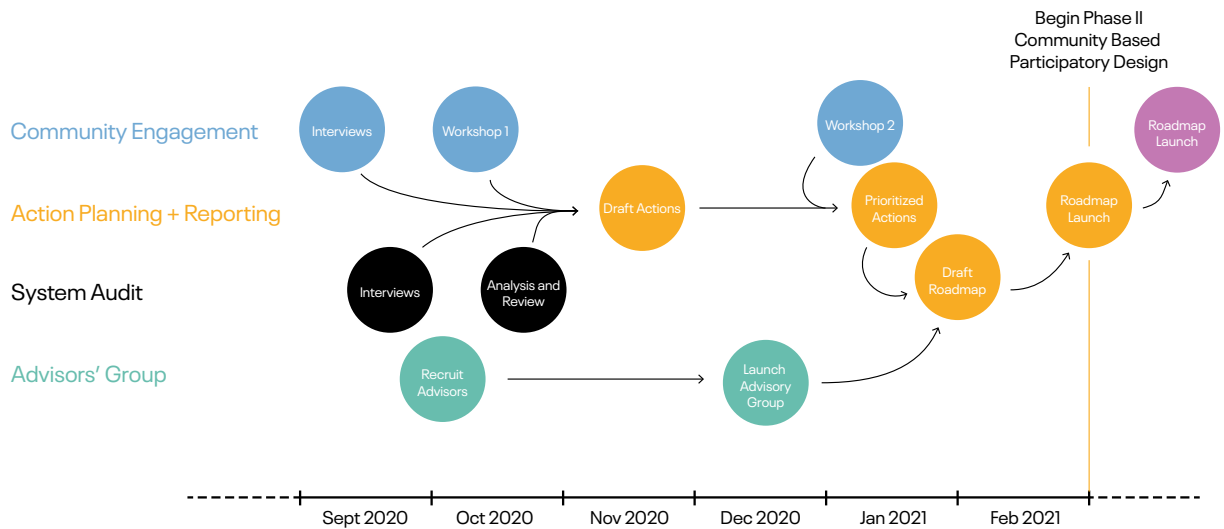 Begin Phase II
Community Based
Participatory Design
Community Engagement
Interviews
Workshop 1
Workshop 2
Roadmap
Launch
Action Planning + Reporting
Draft Actions
Prioritized
Actions
Roadmap
Launch
System Audit
Interviews
Analysis and
Review
Draft
Roadmap
Advisors’ Group
Recruit
Advisors
Launch
Advisory
Group
Sept 2020
Oct 2020
Nov 2020
Dec 2020
Jan 2021
Feb 2021